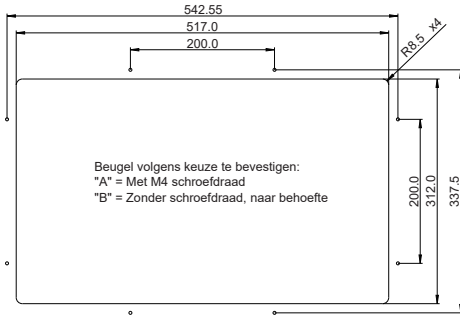 542.55
517.0
200.0
R8.5 x4
Beugel volgens keuze te bevestigen:
"A" = Met M4 schroefdraad
"B" = Zonder schroefdraad, naar behoefte
200.0
312.0
337.5